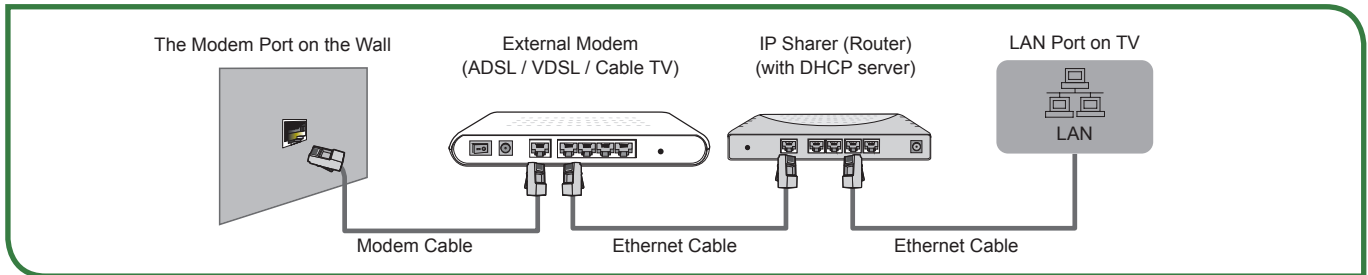 The Modem Port on the Wall
External Modem
(ADSL / VDSL / Cable TV)
IP Sharer (Router)
(with DHCP server)
LAN Port on TV
LAN
Modem Cable
Ethernet Cable
Ethernet Cable